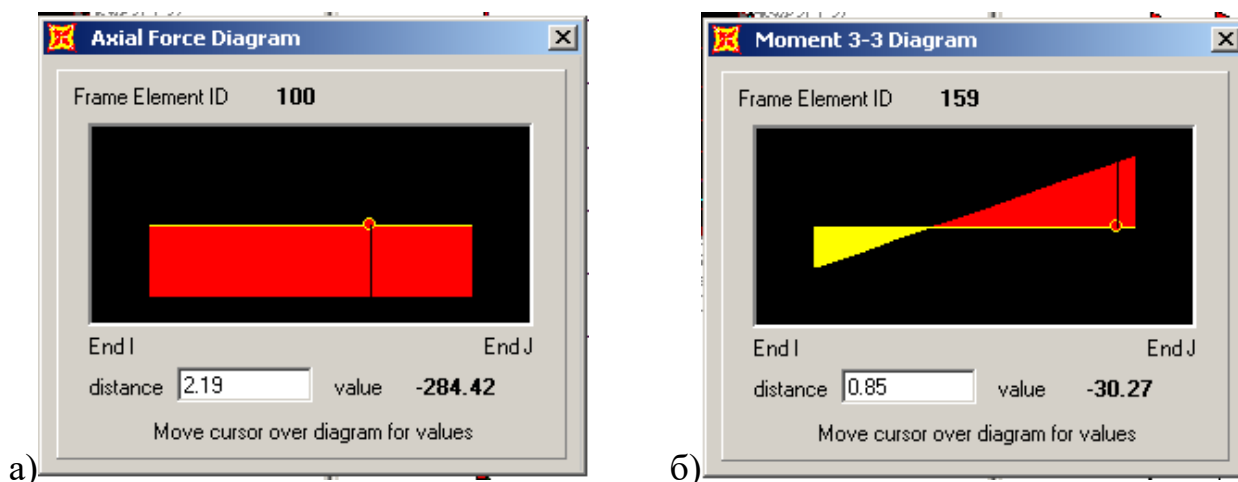 Axial Force Diagram
Frame Element ID 100
End I End J
distance 2.19 value -284.42
Move cursor over diagram for values
а)
Moment 3-3 Diagram
Frame Element ID 159
End I End J
distance 0.85 value -30.27
Move cursor over diagram for values
б)